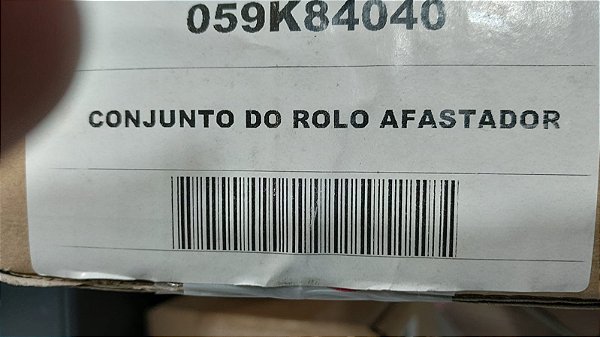 059K84040
CONJUNTO DO ROLO AFASTADOR